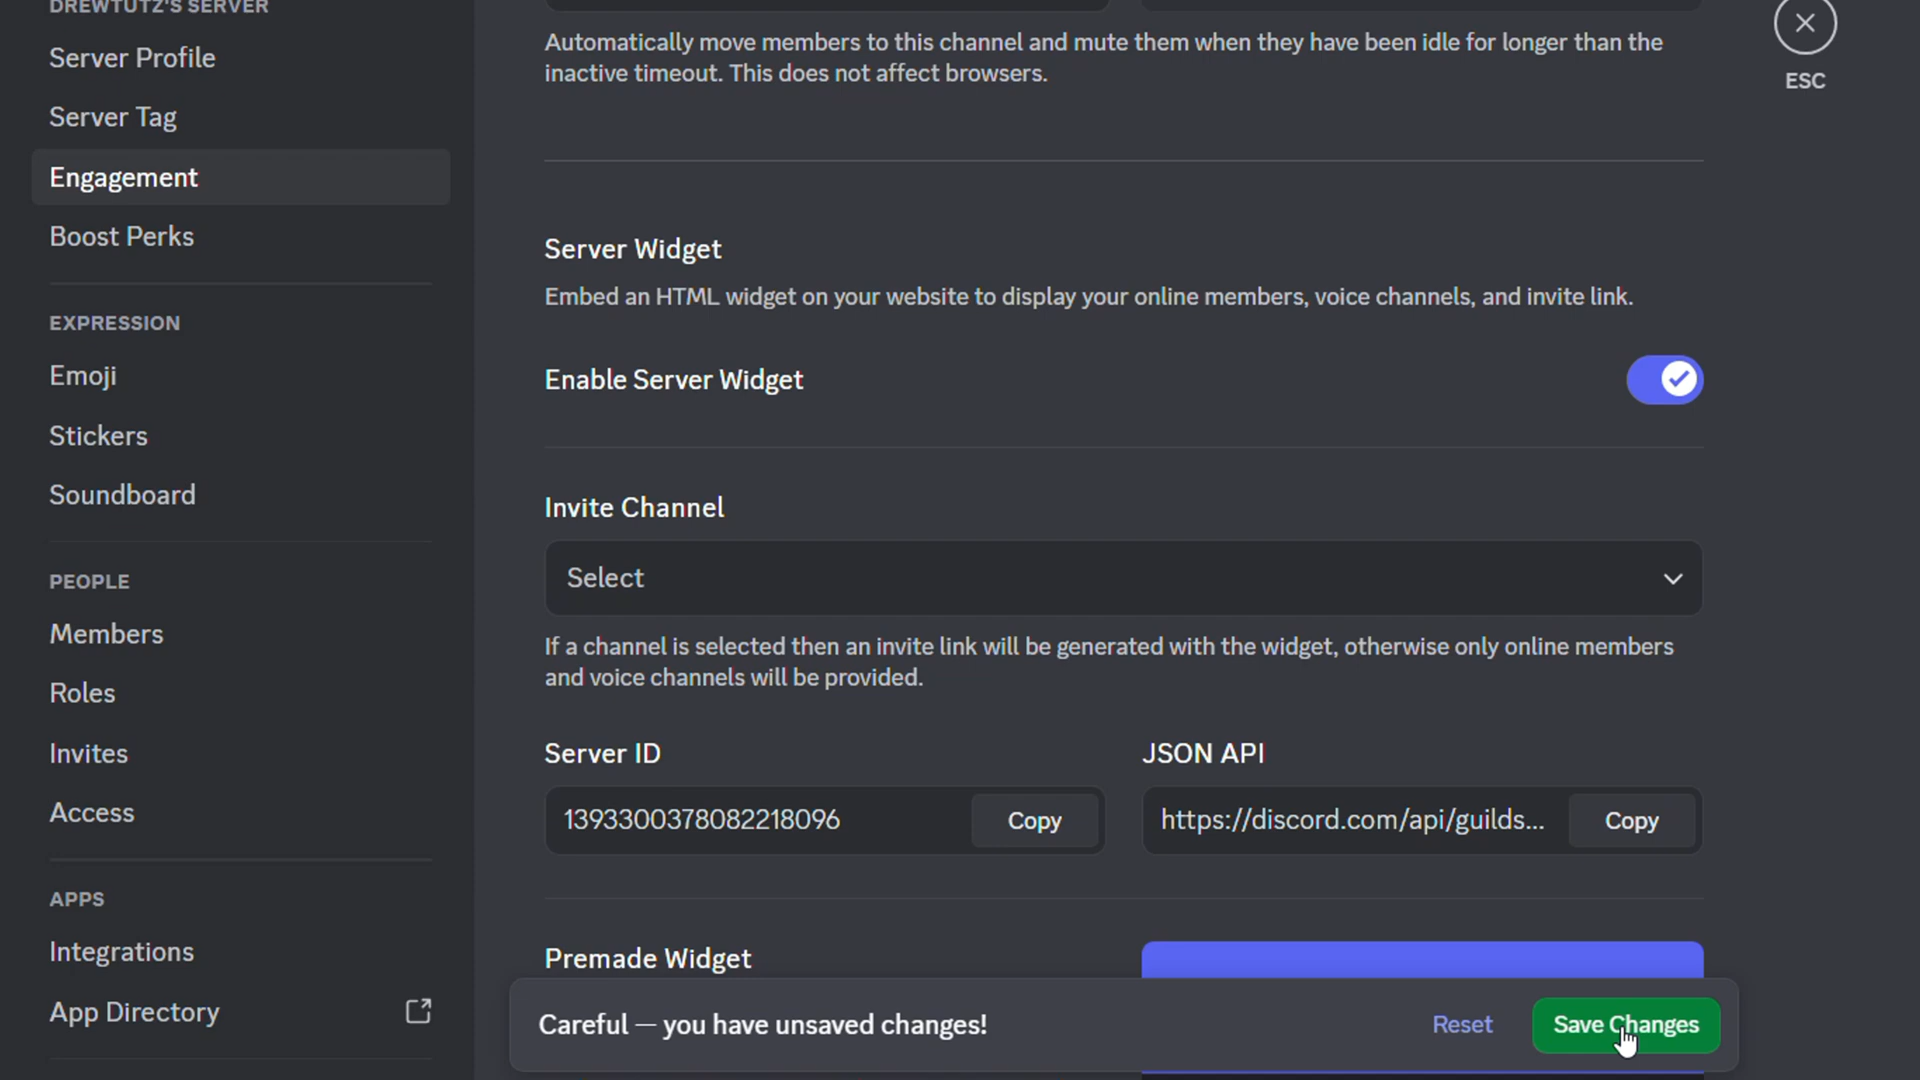 DREWTUTZ'S SERVER
Server Profile
Server Tag
Engagement
Boost Perks
EXPRESSION
Emoji
Stickers
Soundboard
PEOPLE
Members
Roles
Invites
Access
APPS
Integrations
App Directory
Automatically move members to this channel and mute them when they have been idle for longer than the
inactive timeout. This does not affect browsers.
ESC
Server Widget
Embed an HTML widget on your website to display your online members, voice channels, and invite link.
Enable Server Widget
Invite Channel
Select
If a channel is selected then an invite link will be generated with the widget, otherwise only online members
and voice channels will be provided.
Server ID
1393300378082218096
Copy
JSON API
https://discord.com/api/guilds...
Copy
Premade Widget
Careful — you have unsaved changes!
Reset
Save Changes